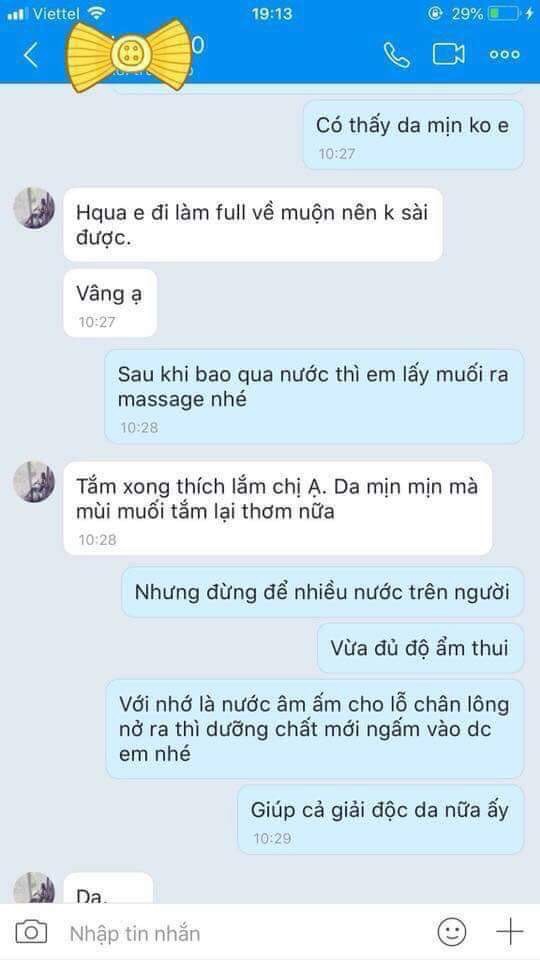 Viettel
19:13
29%
0
Có thấy da mịn ko e
10:27
Hqua e đi làm full về muộn nên k sài
được.
Vâng ạ
10:27
Sau khi bao qua nước thì em lấy muối ra
massage nhé
10:28
Tắm xong thích lắm chị Ạ. Da mịn mịn mà
mùi muối tắm lại thơm nữa
10:28
Nhưng đừng để nhiều nước trên người
Vừa đủ độ ẩm thui
Với nhớ là nước âm ấm cho lỗ chân lông
nở ra thì dưỡng chất mới ngấm vào dc
em nhé
Giúp cả giải độc da nữa ấy
10:29
Dạ.
Nhập tin nhắn